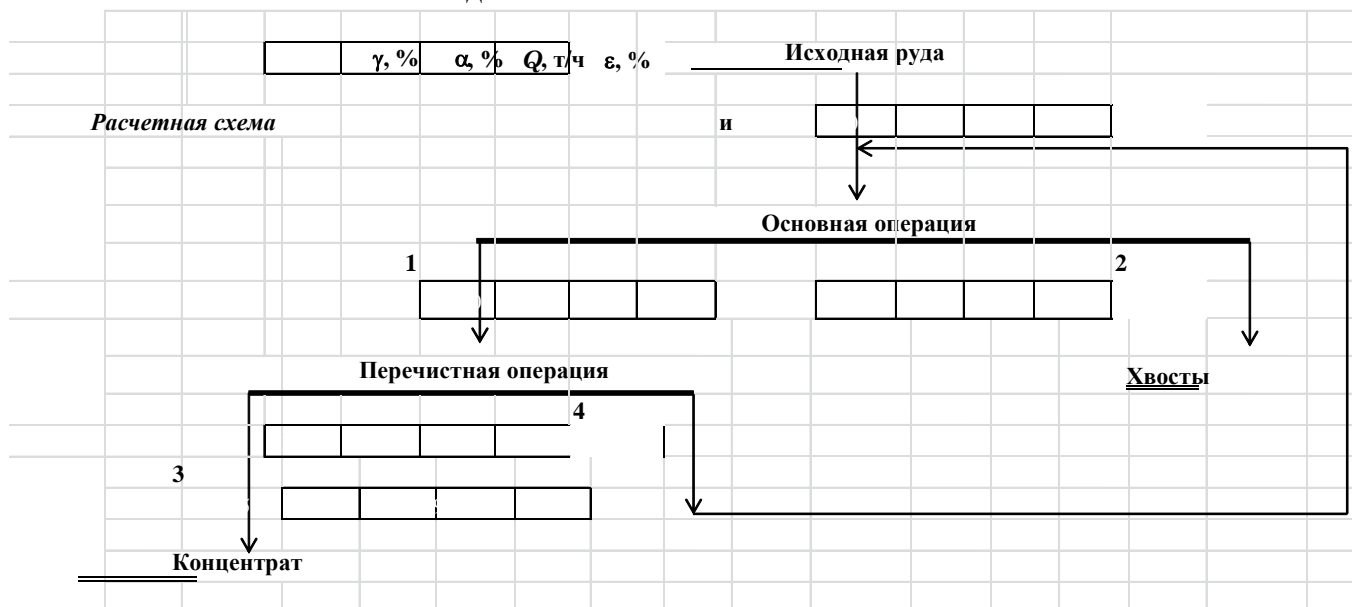 γ, % α, % Q, т/ч ε, %
Исходная руда
Расчетная схема
и
Основная операция
1
2
Перечистная операция
Хвосты
4
3
Концентрат